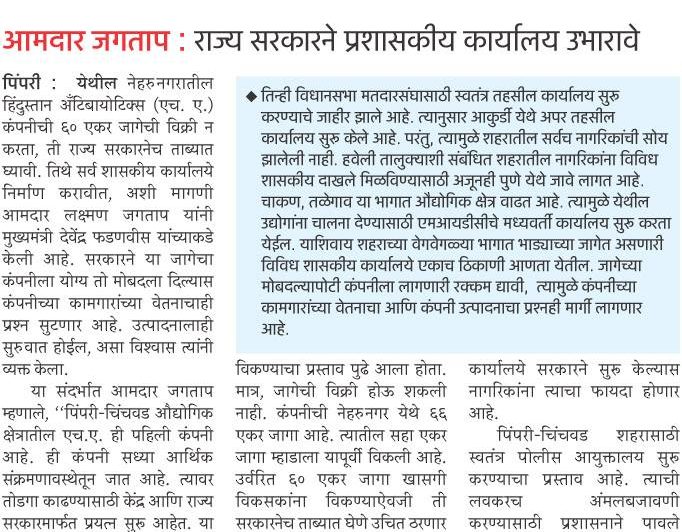 आमदार जगताप : राज्य सरकारने प्रशासकीय कार्यालय उभारावे
पिंपरी : येथील नेहरुनगरातील
हिंदुस्तान अँटिबायोटिक्स (एच. ए.)
कंपनीची ६० एकर जागेची विक्री न
करता, ती राज्य सरकारनेच ताब्यात
घ्यावी. तिथे सर्व शासकीय कार्यालये
निर्माण करावीत, अशी मागणी
आमदार लक्ष्मण जगताप यांनी
मुख्यमंत्री देवेंद्र फडणवीस यांच्याकडे
केली आहे. सरकारने या जागेचा
कंपनीला योग्य तो मोबदला दिल्यास
कंपनीच्या कामगारांच्या वेतनाचाही
प्रश्न सुटणार आहे. उत्पादनालाही
सुरुवात होईल, असा विश्वास त्यांनी
व्यक्त केला.
या संदर्भात आमदार जगताप
म्हणाले, ‘‘पिंपरी-चिंचवड औद्योगिक
क्षेत्रातील एच.ए. ही पहिली कंपनी
आहे. ही कंपनी सध्या आर्थिक
संक्रमणावस्थेतून जात आहे. त्यावर
तोडगा काढण्यासाठी केंद्र आणि राज्य
सरकारमार्फत प्रयत्न सुरू आहेत. या
◆ तिन्ही विधानसभा मतदारसंघासाठी स्वतंत्र तहसील कार्यालय सुरू
करण्याचे जाहीर झाले आहे. त्यानुसार आकुर्डी येथे अपर तहसील
कार्यालय सुरू केले आहे. परंतु, त्यामुळे शहरातील सर्वच नागरिकांची सोय
झालेली नाही. हवेली तालुक्याशी संबंधित शहरातील नागरिकांना विविध
शासकीय दाखले मिळविण्यासाठी अजूनही पुणे येथे जावे लागत आहे.
चाकण, तळेगाव या भागात औद्योगिक क्षेत्र वाढत आहे. त्यामुळे येथील
उद्योगांना चालना देण्यासाठी एमआयडीसीचे मध्यवर्ती कार्यालय सुरू करता
येईल. याशिवाय शहराच्या वेगवेगळ्या भागात भाड्याच्या जागेत असणारी
विविध शासकीय कार्यालये एकाच ठिकाणी आणता येतील. जागेच्या
मोबदल्यापोटी कंपनीला लागणारी रक्कम द्यावी, त्यामुळे कंपनीच्या
कामगारांच्या वेतनाचा आणि कंपनी उत्पादनाचा प्रश्नही मार्गी लागणार
आहे.
विकण्याचा प्रस्ताव पुढे आला होता.
मात्र, जागेची विक्री होऊ शकली
नाही. कंपनीची नेहरुनगर येथे ६६
एकर जागा आहे. त्यातील सहा एकर
जागा म्हाडाला यापूर्वी विकली आहे.
उर्वरित ६० एकर जागा खासगी
विकसकांना विकण्याऐवजी ती
सरकारनेच ताब्यात घेणे उचित ठरणार
कार्यालये सरकारने सुरू केल्यास
नागरिकांना त्याचा फायदा होणार
आहे.
पिंपरी-चिंचवड शहरासाठी
स्वतंत्र पोलीस आयुक्तालय सुरू
करण्याचा प्रस्ताव आहे. त्याची
लवकरच अंमलबजावणी
करण्यासाठी प्रशासनाने पावले